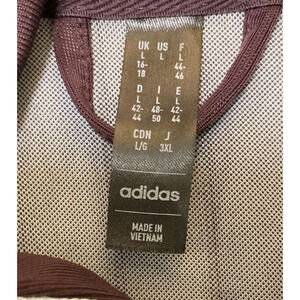 UK US F
L L L
16- 44-
18 46
D I E
L L L
42- 48- 42-
44 50 44
CDN J
L/G 3XL
adidas
MADE IN
VIETNAM